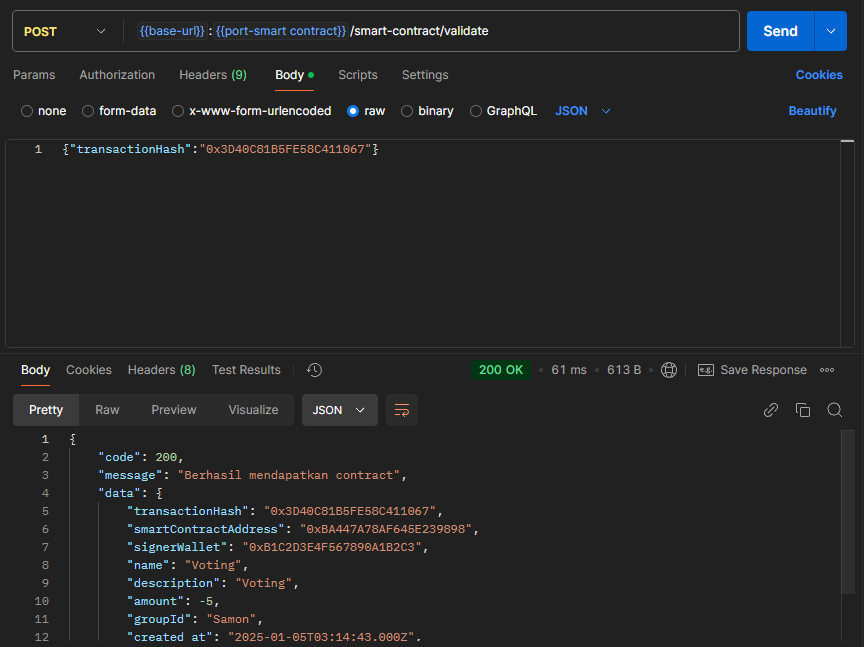 POST {{base-url}} : {{port-smart contract}} /smart-contract/validate Send
Params Authorization Headers (9) Body Scripts Settings Cookies
none form-data x-www-form-urlencoded raw binary GraphQL JSON Beautify
1 {"transactionHash":"0x3D40C81B5FE58C411067"}
Body Cookies Headers (8) Test Results 200 OK • 61 ms • 613 B • e.g. Save Response
Pretty Raw Preview Visualize JSON
1 {
2 "code": 200,
3 "message": "Berhasil mendapatkan contract",
4 "data": {
5 "transactionHash": "0x3D40C81B5FE58C411067",
6 "smartContractAddress": "0xBA447A78AF645E239898",
7 "signerWallet": "0xB1C2D3E4F567890A1B2C3",
8 "name": "Voting",
9 "description": "Voting",
10 "amount": -5,
11 "groupId": "Samon",
12 "created at": "2025-01-05T03:14:43.000Z",